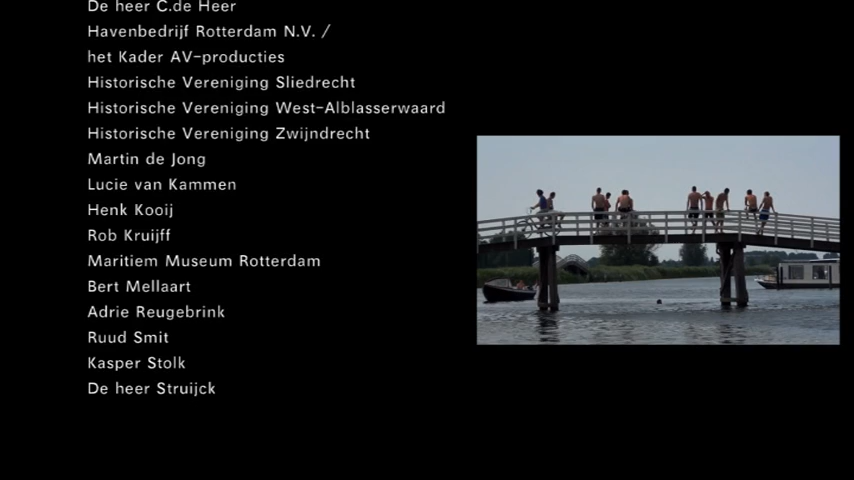 De heer C.de Heer
Havenbedrijf Rotterdam N.V. /
het Kader AV-producties
Historische Vereniging Sliedrecht
Historische Vereniging West-Alblasserwaard
Historische Vereniging Zwijndrecht
Martin de Jong
Lucie van Kammen
Henk Kooij
Rob Kruijff
Maritiem Museum Rotterdam
Bert Mellaart
Adrie Reugebrink
Ruud Smit
Kasper Stolk
De heer Struijck